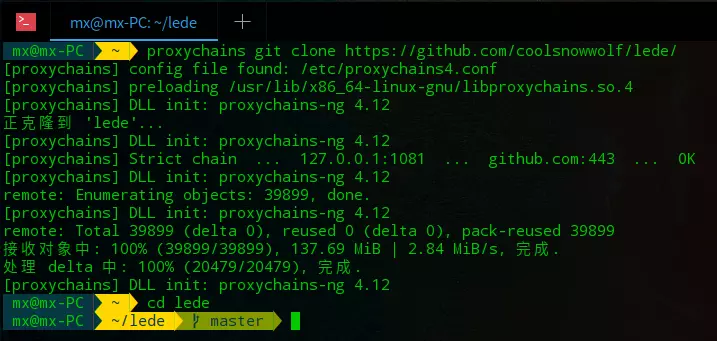 mx@mx-PC: ~/lede
mx@mx-PC ~ proxychains git clone https://github.com/coolsnowwolf/lede/
[proxychains] config file found: /etc/proxychains4.conf
[proxychains] preloading /usr/lib/x86_64-linux-gnu/libproxychains.so.4
[proxychains] DLL init: proxychains-ng 4.12
正克隆到 'lede'...
[proxychains] DLL init: proxychains-ng 4.12
[proxychains] Strict chain ... 127.0.0.1:1081 ... github.com:443 ... OK
[proxychains] DLL init: proxychains-ng 4.12
remote: Enumerating objects: 39899, done.
[proxychains] DLL init: proxychains-ng 4.12
remote: Total 39899 (delta 0), reused 0 (delta 0), pack-reused 39899
接收对象中: 100% (39899/39899), 137.69 MiB | 2.84 MiB/s, 完成.
处理 delta 中: 100% (20479/20479), 完成.
[proxychains] DLL init: proxychains-ng 4.12
mx@mx-PC ~ cd lede
mx@mx-PC ~/lede master